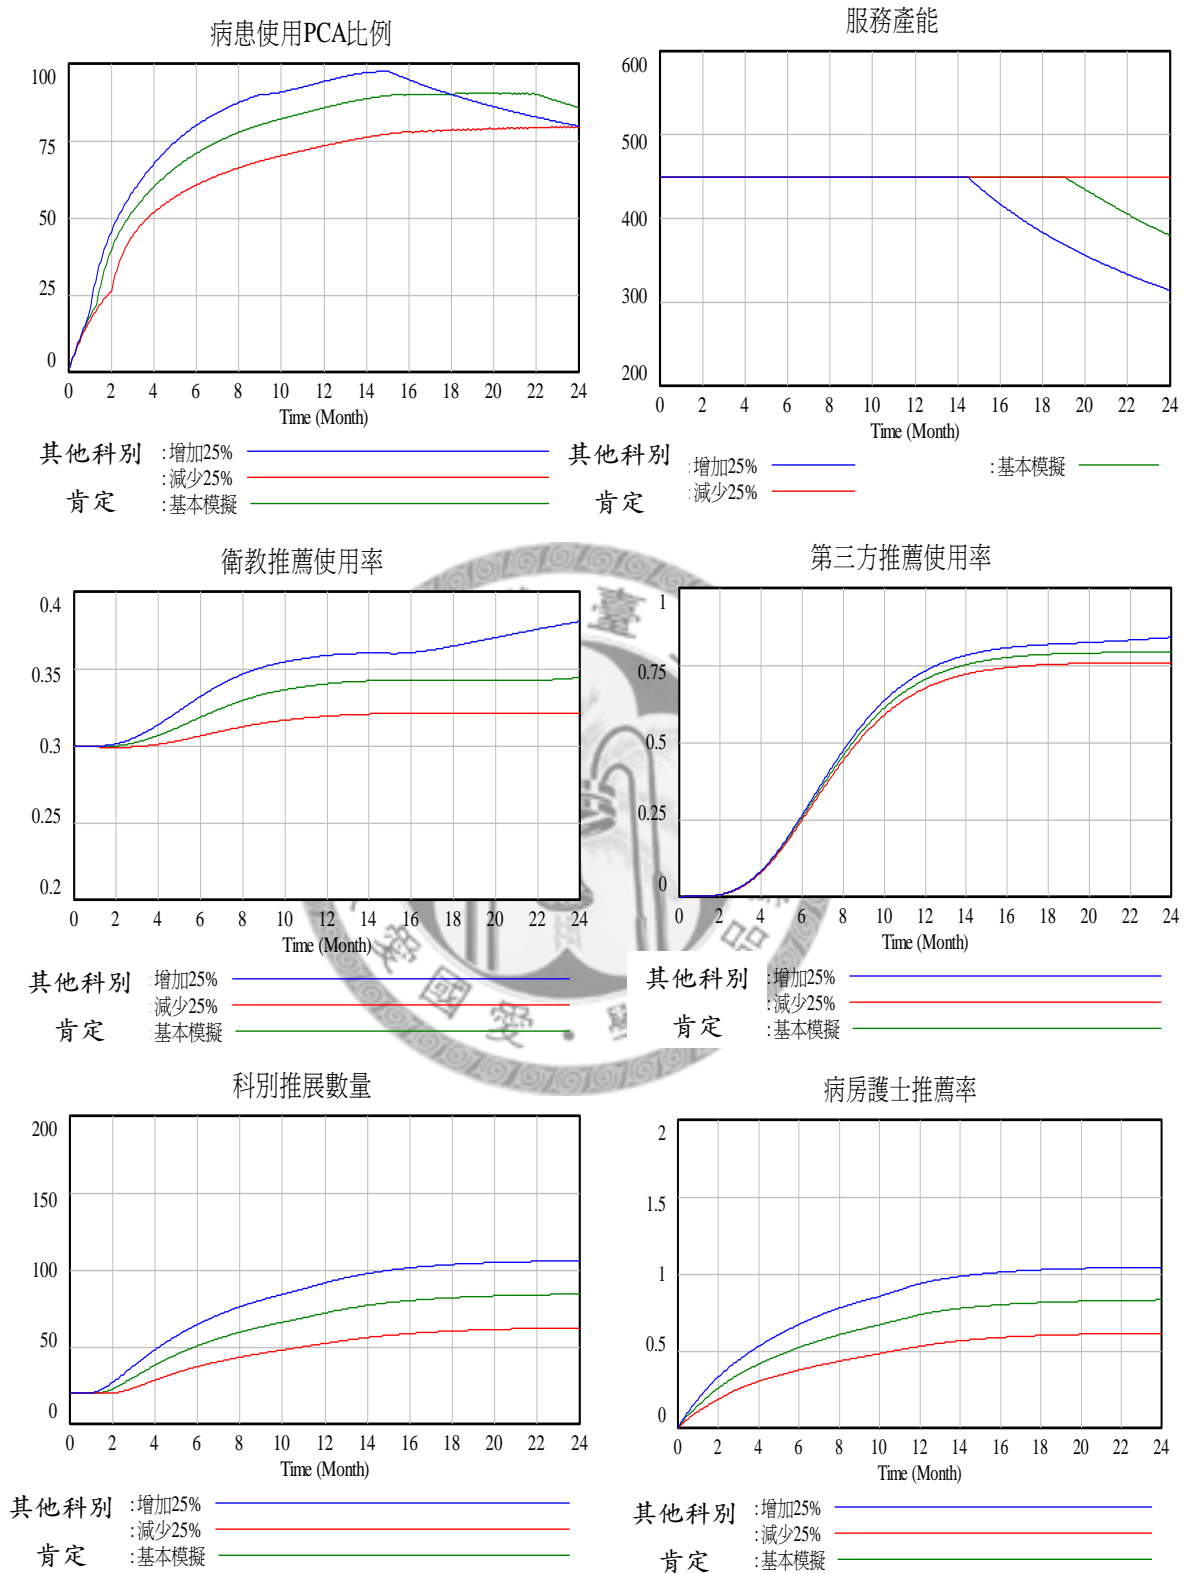 病患使用PCA比例
100
75
50
25
0
0 2 4 6 8 10 12 14 16 18 20 22 24
Time (Month)
其他科別 :增加25%
:減少25%
肯定 :基本模擬
服務產能
600
500
400
300
200
0 2 4 6 8 10 12 14 16 18 20 22 24
Time (Month)
其他科別 :增加25% :基本模擬
肯定 :減少25%
衛教推薦使用率
0.4
0.35
0.3
0.25
0.2
0 2 4 6 8 10 12 14 16 18 20 22 24
Time (Month)
其他科別 :增加25%
:減少25%
肯定 :基本模擬
第三方推薦使用率
1
0.75
0.5
0.25
0
0 2 4 6 8 10 12 14 16 18 20 22 24
Time (Month)
其他科別 :增加25%
:減少25%
肯定 :基本模擬
臺
愛國愛
科別推展數量
200
150
100
50
0
0 2 4 6 8 10 12 14 16 18 20 22 24
Time (Month)
其他科別 :增加25%
:減少25%
肯定 :基本模擬
病房護士推薦率
2
1.5
1
0.5
0
0 2 4 6 8 10 12 14 16 18 20 22 24
Time (Month)
其他科別 :增加25%
:減少25%
肯定 :基本模擬